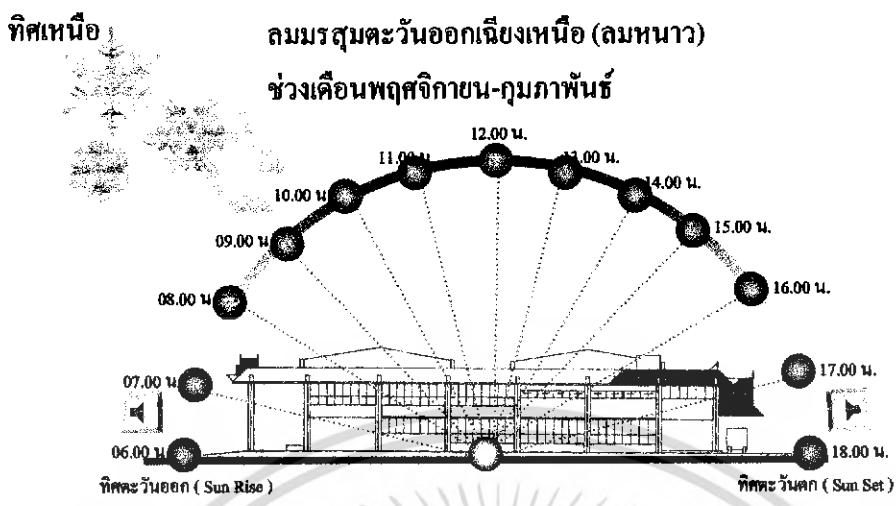 ทิศเหนือ
ลมมรสุมตะวันออกเฉียงเหนือ (ลมหนาว)
ช่วงเดือนพฤศจิกายน-กุมภาพันธ์
12.00 น.
11.00 น
13.00 น.
10.00 น
14.00 น.
09.00 น
15.00 น.
08.00 น
16.00 น.
07.00 น
17.00 น.
06.00 น
18.00 น.
ทิศตะวันออก ( Sun Rise )
ทิศตะวันตก ( Sun Set )